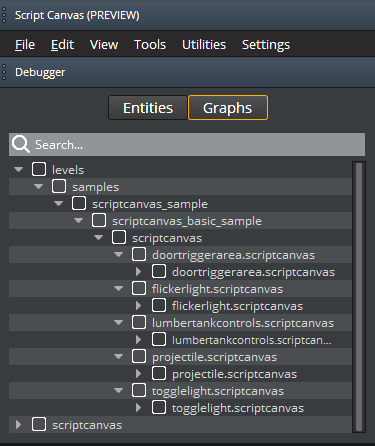 Script Canvas (PREVIEW)
File Edit View Tools Utilities Settings
Debugger
Entities Graphs
Search...
levels
samples
scriptcanvas_sample
scriptcanvas_basic_sample
scriptcanvas
doortriggerarea.scriptcanvas
doortriggerarea.scriptcanvas
flickerlight.scriptcanvas
flickerlight.scriptcanvas
lumbertankcontrols.scriptcanvas
lumbertankcontrols.scriptcan...
projectile.scriptcanvas
projectile.scriptcanvas
togglelight.scriptcanvas
togglelight.scriptcanvas
scriptcanvas